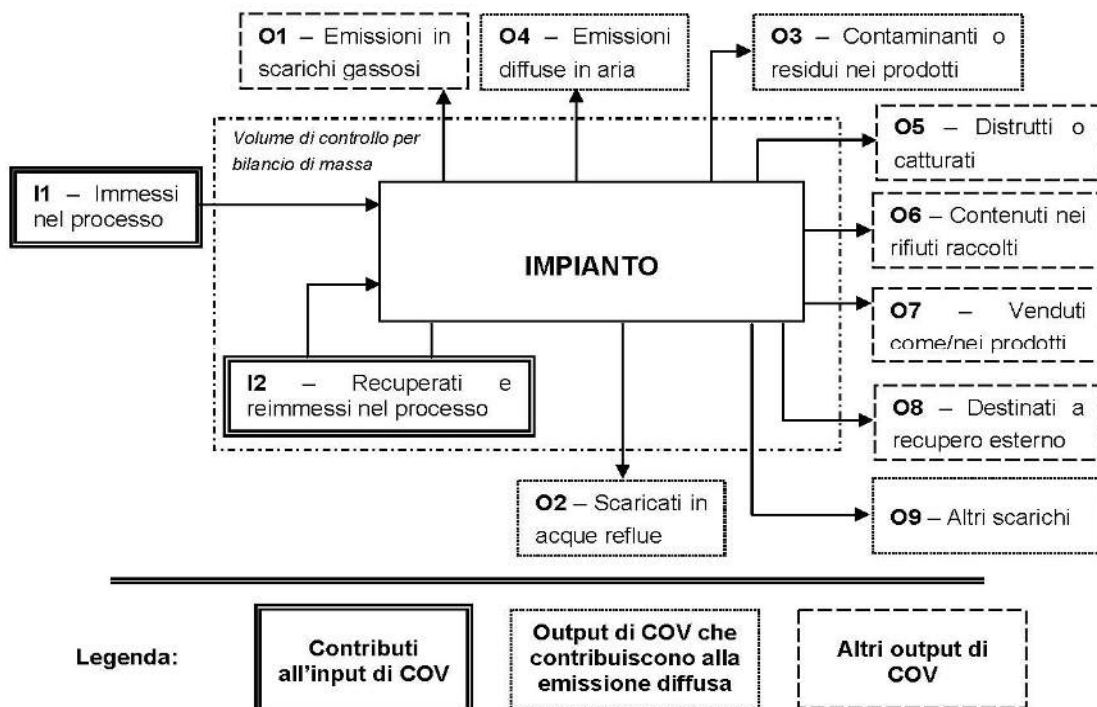 O1 – Emissioni in
scarichi gassosi
O4 – Emissioni
diffuse in aria
O3 – Contaminanti o
residui nei prodotti
Volume di controllo per
bilancio di massa
O5 – Distrutti o
catturati
I1 – Immessi
nel processo
O6 – Contenuti nei
rifiuti raccolti
IMPIANTO
O7 – Venduti
come/nei prodotti
I2 – Recuperati e
reimmessi nel processo
O8 – Destinati a
recupero esterno
O2 – Scaricati in
acque reflue
O9 – Altri scarichi
Legenda:
Contributi
all'input di COV
Output di COV che
contribuiscono alla
emissione diffusa
Altri output di
COV